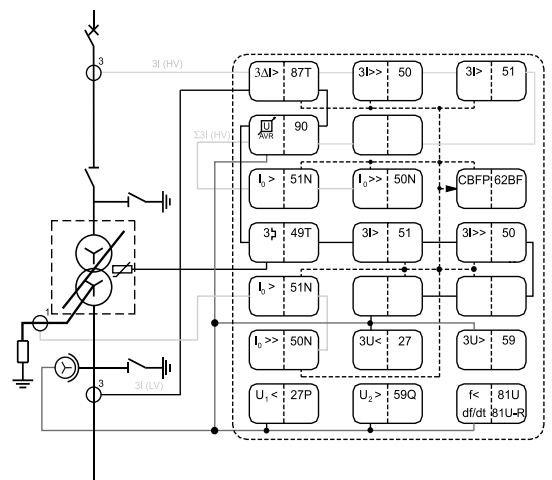 3
3I (HV)
3ΔI> 87T
3I>> 50
3I> 51
U
AVR
90
Σ3I (HV)
I₀ > 51N
I₀ >> 50N
CBFP 62BF
3 49T
3I> 51
3I>> 50
I₀ > 51N
1
I₀ >> 50N
3U< 27
3U> 59
3
3I (LV)
U₁ < 27P
U₂ > 59Q
f< 81U
df/dt 81U-R